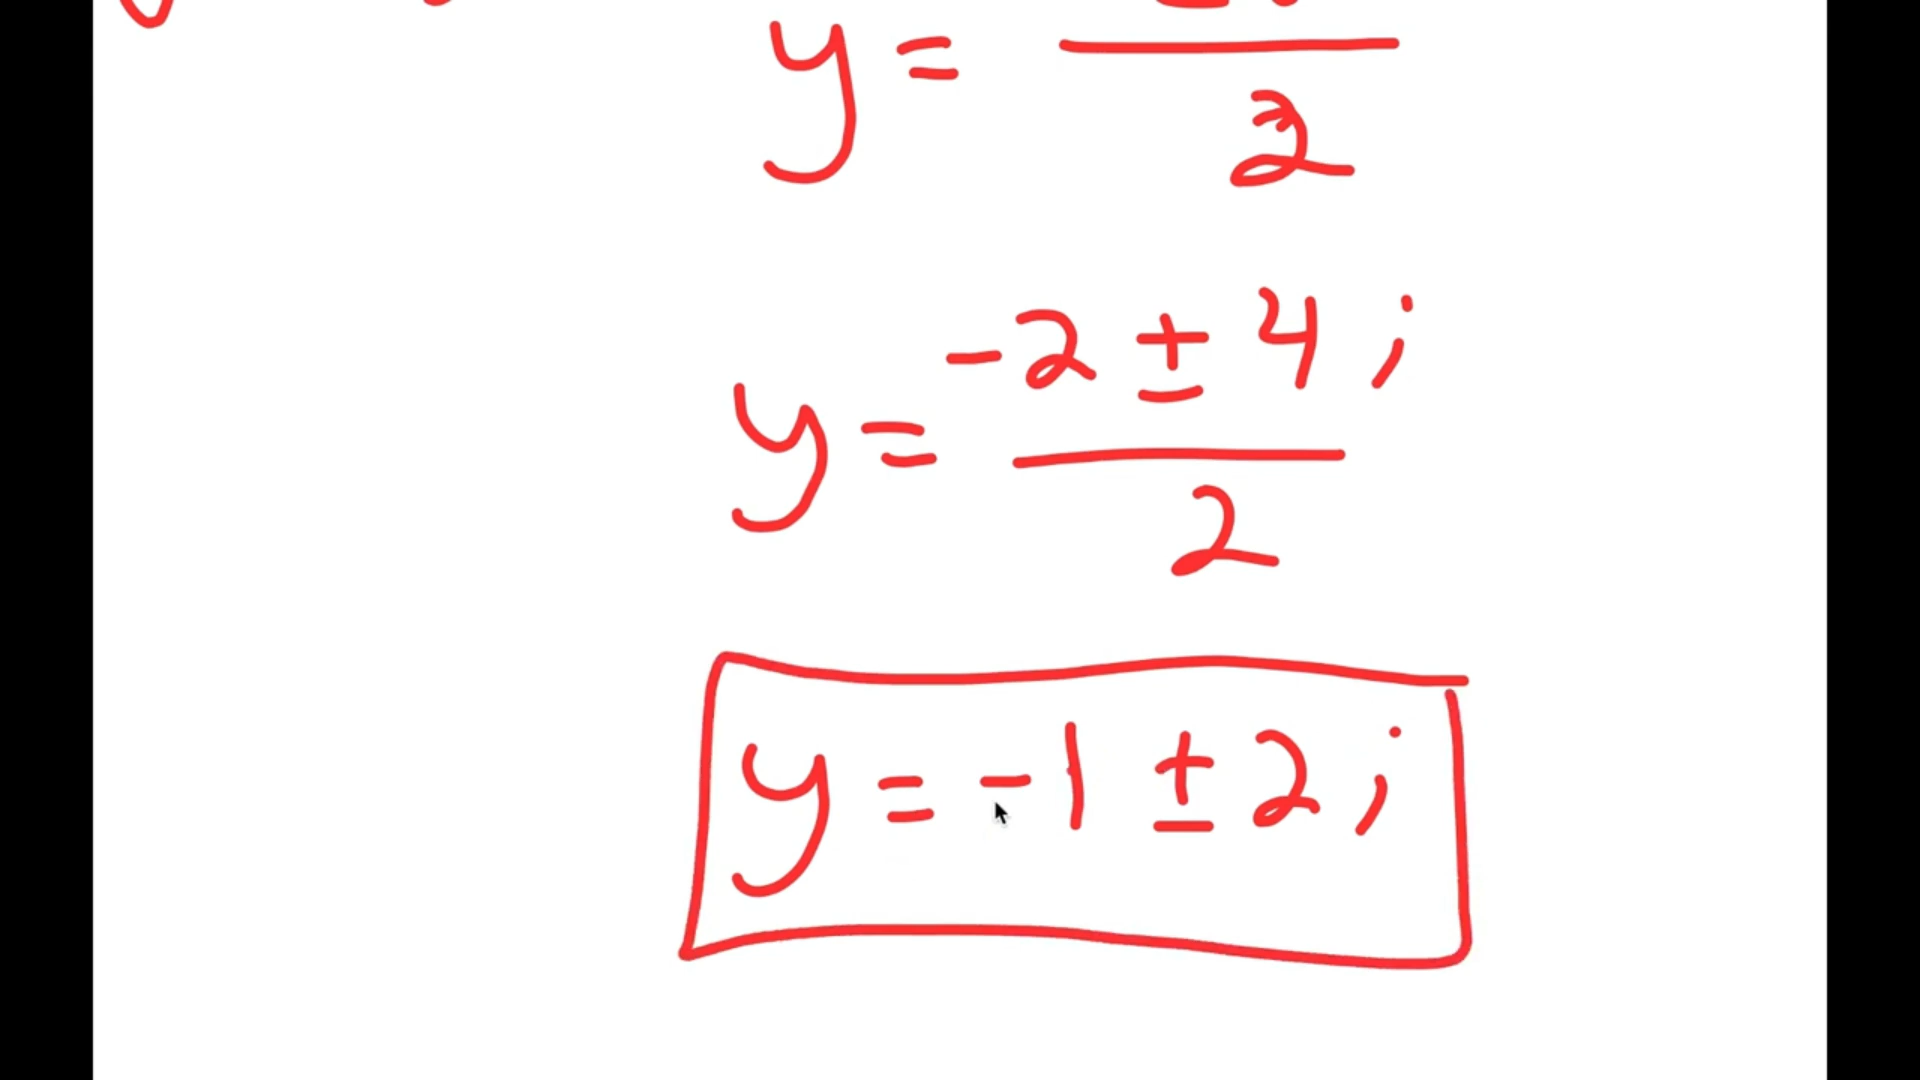 y = ─── / 2
y = (-2 ± 4i) / 2
y = -1 ± 2i